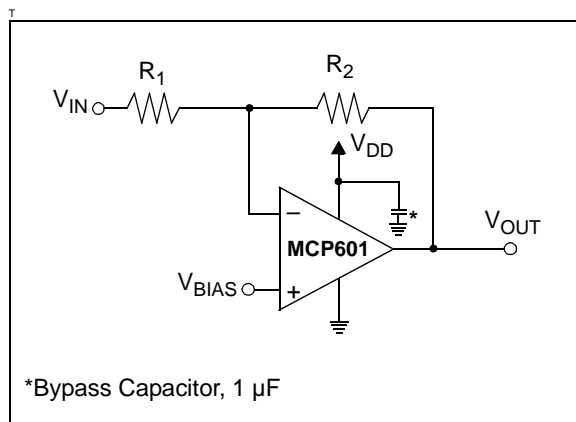 T
R1
R2
VIN
VDD
*
−
MCP601
VOUT
VBIAS
+
*Bypass Capacitor, 1 µF